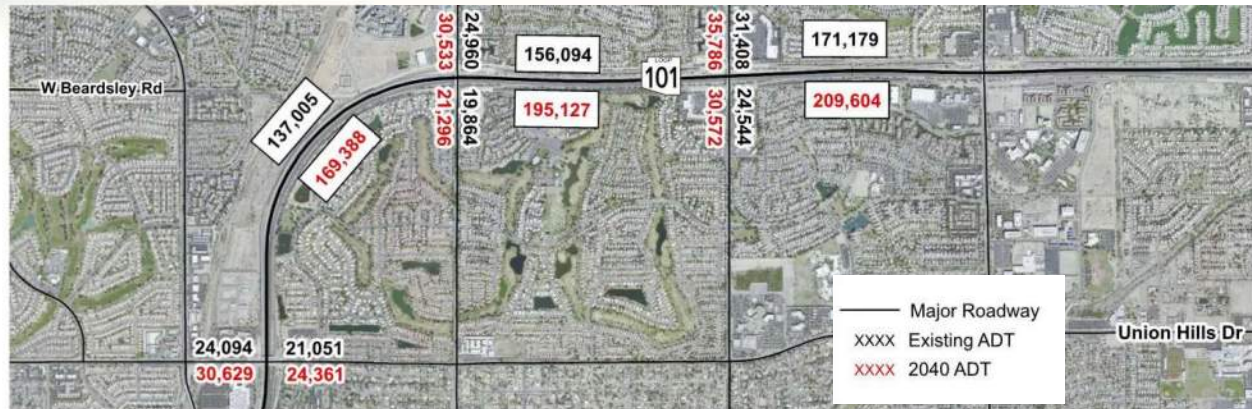 30,533 24,960
35,786 31,408
156,094
171,179
LOOP
101
W Beardsley Rd
137,005
169,388
21,296 19,864
195,127
30,572 24,544
209,604
Major Roadway
XXXX Existing ADT
XXXX 2040 ADT
Union Hills Dr
24,094 21,051
30,629 24,361